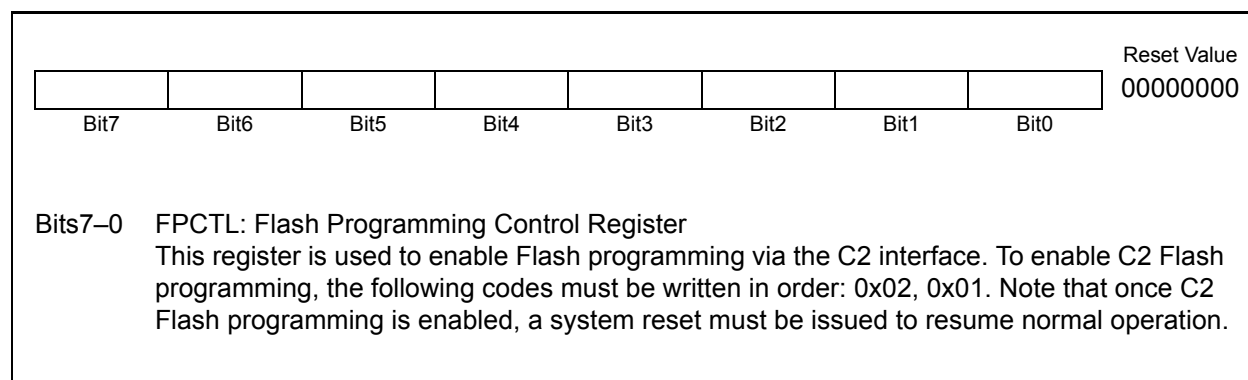 Reset Value
00000000
Bit7 Bit6 Bit5 Bit4 Bit3 Bit2 Bit1 Bit0
Bits7–0 FPCTL: Flash Programming Control Register
This register is used to enable Flash programming via the C2 interface. To enable C2 Flash
programming, the following codes must be written in order: 0x02, 0x01. Note that once C2
Flash programming is enabled, a system reset must be issued to resume normal operation.